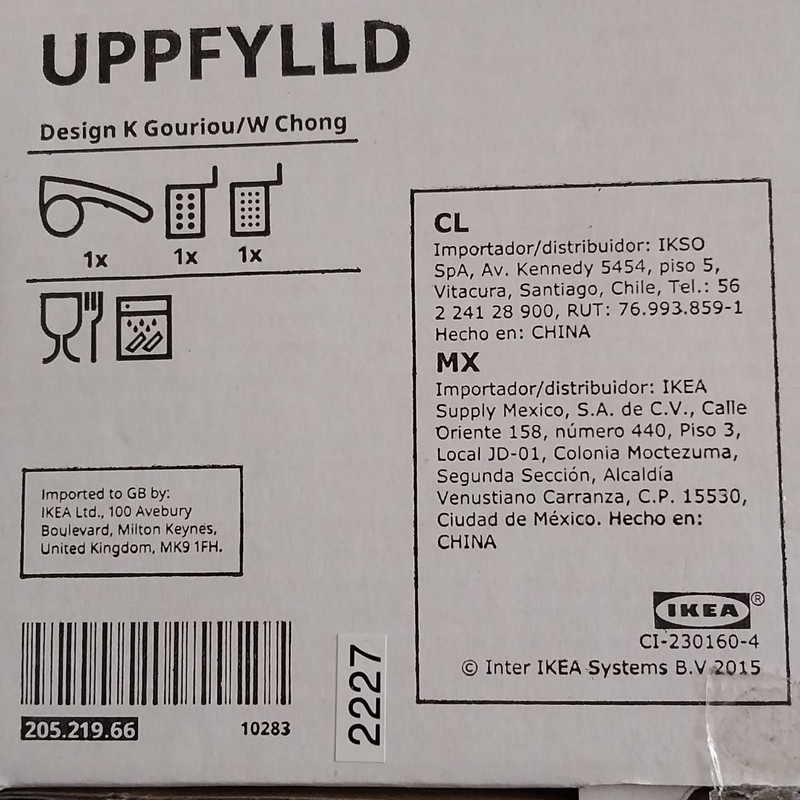 UPPFYLLD
Design K Gouriou/W Chong
1x 1x 1x
CL
Importador/distribuidor: IKSO
SpA, Av. Kennedy 5454, piso 5,
Vitacura, Santiago, Chile, Tel.: 56
2 241 28 900, RUT: 76.993.859-1
Hecho en: CHINA
MX
Importador/distribuidor: IKEA
Supply Mexico, S.A. de C.V., Calle
Oriente 158, número 440, Piso 3,
Local JD-01, Colonia Moctezuma,
Segunda Sección, Alcaldía
Venustiano Carranza, C.P. 15530,
Ciudad de México. Hecho en:
CHINA
IKEA®
CI-230160-4
© Inter IKEA Systems B.V 2015
Imported to GB by:
IKEA Ltd., 100 Avebury
Boulevard, Milton Keynes,
United Kingdom, MK9 1FH.
205.219.66 10283
2227